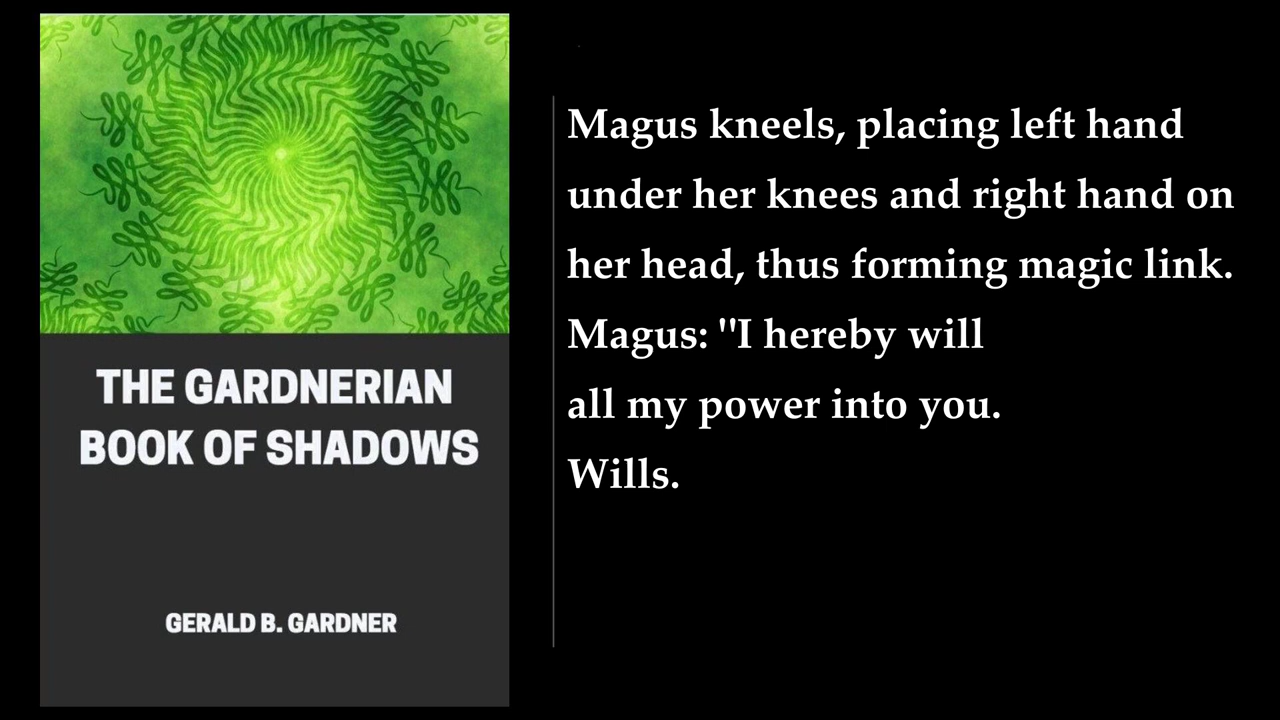 THE GARDNERIAN
BOOK OF SHADOWS
GERALD B. GARDNER
Magus kneels, placing left hand
under her knees and right hand on
her head, thus forming magic link.
Magus: "I hereby will
all my power into you.
Wills.